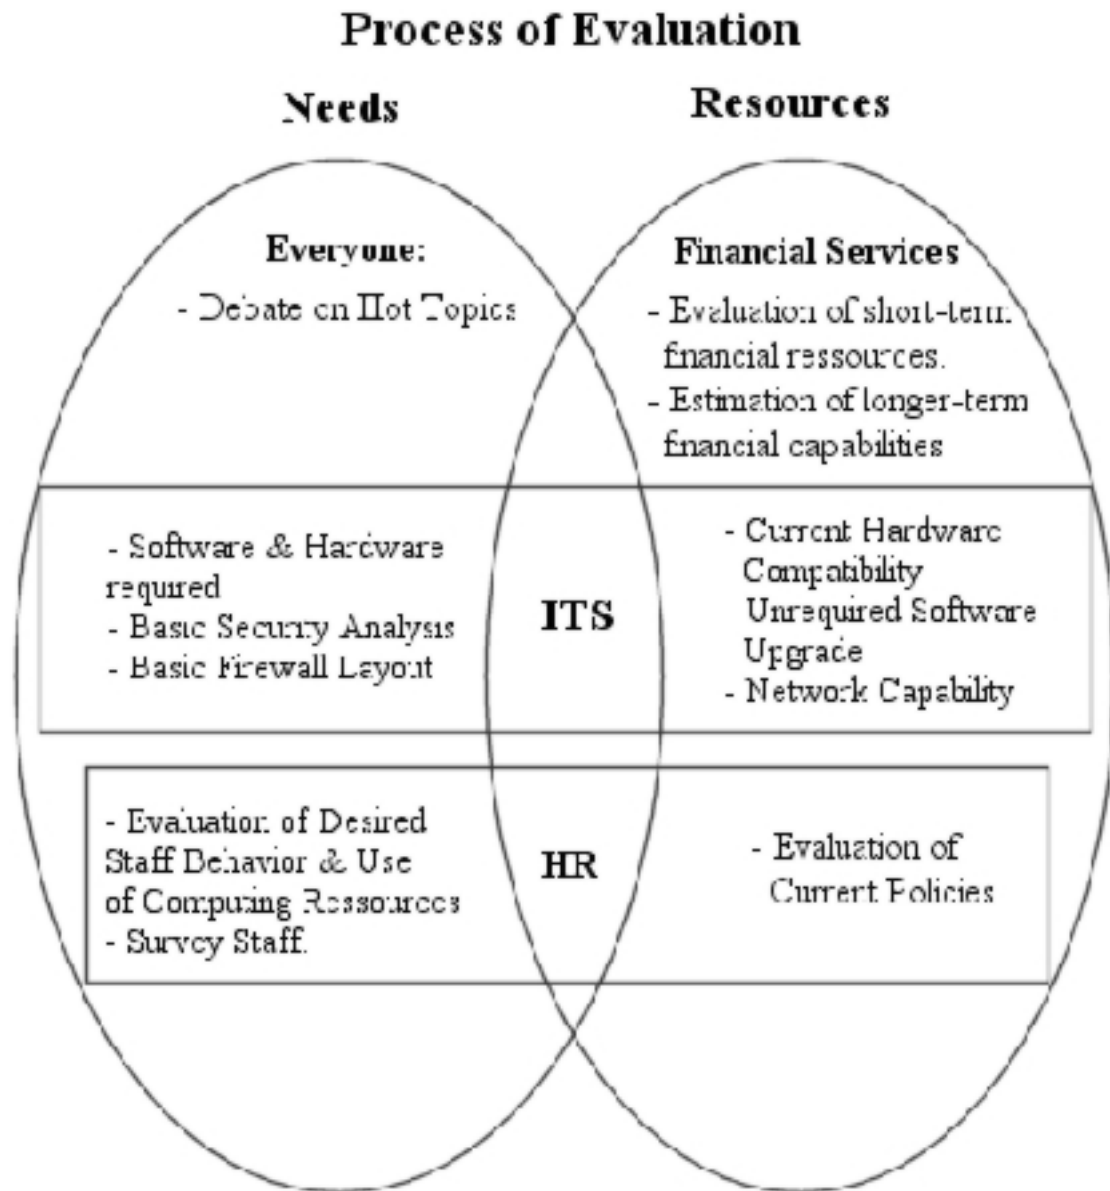 Process of Evaluation
Needs
Resources
Everyone:
- Debate on Hot Topics
Financial Services
- Evaluation of short-term
financial ressources.
- Estimation of longer-term
financial capabilities
- Software & Hardware
required
- Basic Security Analysis
- Basic Firewall Layout
ITS
- Current Hardware
Compatibility
Unrequired Software
Upgrade
- Network Capability
- Evaluation of Desired
Staff Behavior & Use
of Computing Ressources
- Survey Staff.
HR
- Evaluation of
Current Policies